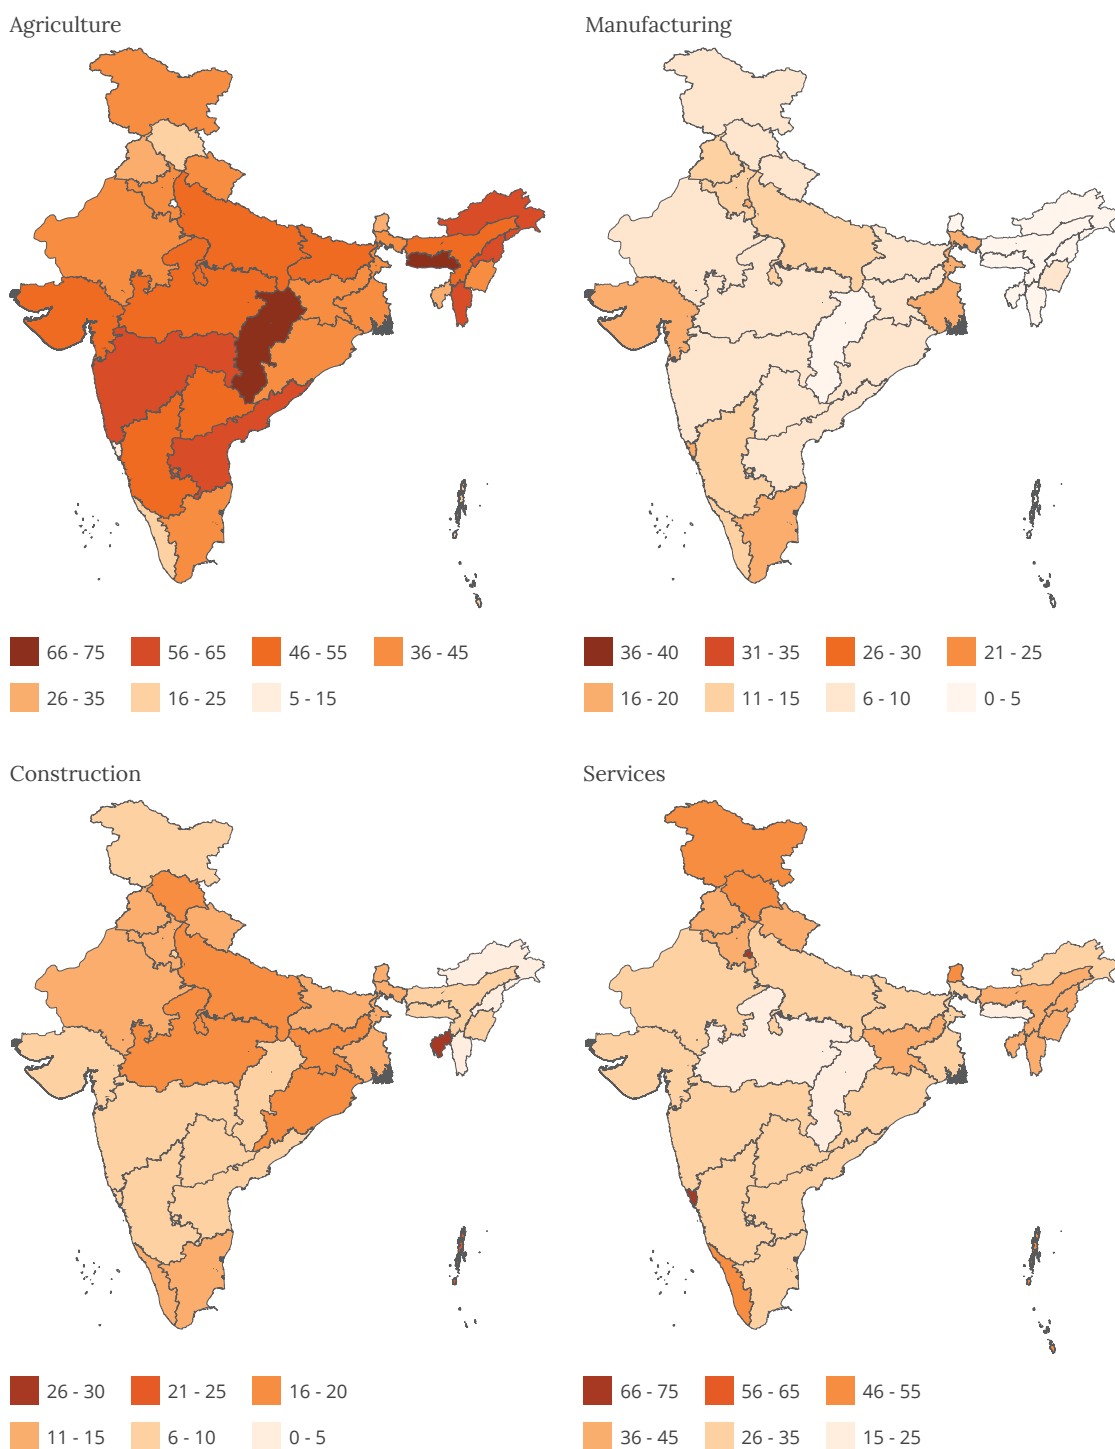 Agriculture
Manufacturing
66 - 75
56 - 65
46 - 55
36 - 45
26 - 35
16 - 25
5 - 15
36 - 40
31 - 35
26 - 30
21 - 25
16 - 20
11 - 15
6 - 10
0 - 5
Construction
Services
26 - 30
21 - 25
16 - 20
11 - 15
6 - 10
0 - 5
66 - 75
56 - 65
46 - 55
36 - 45
26 - 35
15 - 25